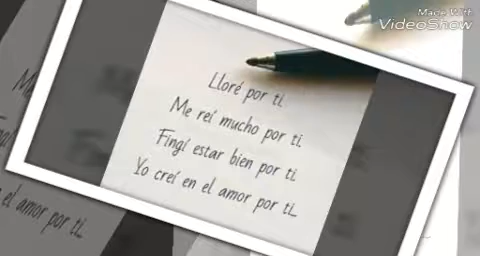 Made With
VideoShow
Lloré por ti.
Me reí mucho por ti.
Fingí estar bien por ti.
Yo creí en el amor por ti...
el amor por ti...